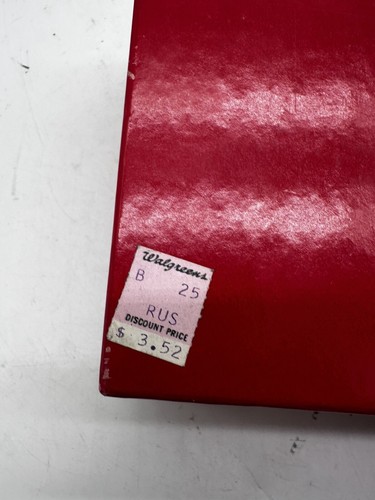 Walgreens
B 25
RUS
DISCOUNT PRICE
$ 3.52